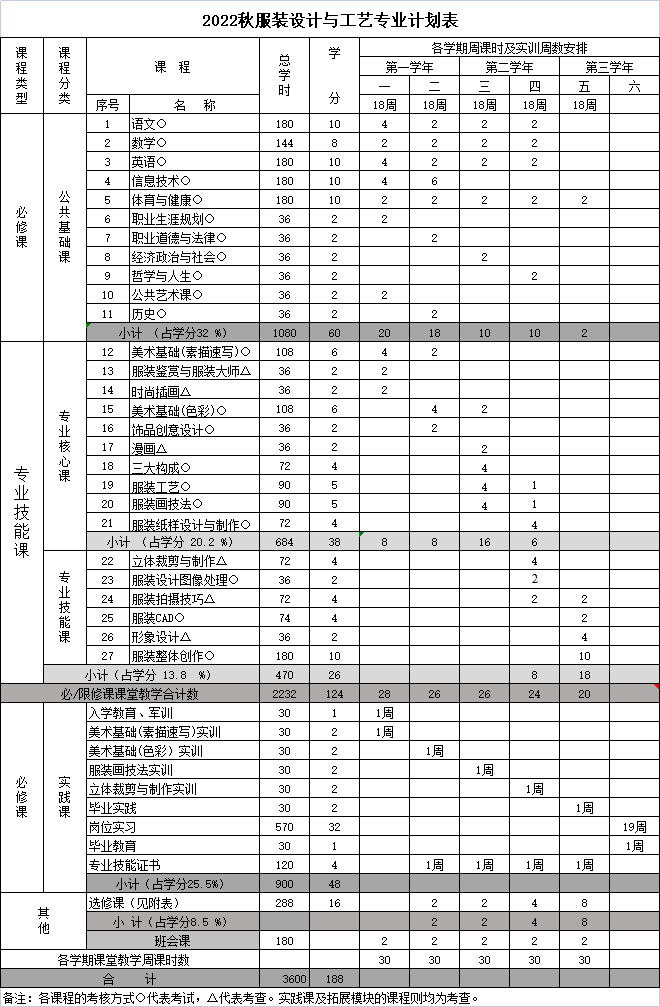 2022秋服装设计与工艺专业计划表
课程类型 课程分类 课 程 总学时 学分 各学期周课时及实训周数安排
第一学年 第二学年 第三学年
一 二 三 四 五 六
序号 名 称 18周 18周 18周 18周 18周
必修课 公共基础课
1 语文○ 180 10 4 2 2 2
2 数学○ 144 8 2 2 2 2
3 英语○ 180 10 4 2 2 2
4 信息技术○ 180 10 4 6
5 体育与健康○ 180 10 2 2 2 2 2
6 职业生涯规划○ 36 2 2
7 职业道德与法律○ 36 2 2
8 经济政治与社会○ 36 2 2
9 哲学与人生○ 36 2 2
10 公共艺术课○ 36 2 2
11 历史○ 36 2 2
小计 （占学分32 %） 1080 60 20 18 10 10 2
专业技能课 专业核心课
12 美术基础(素描速写)○ 108 6 4 2
13 服装鉴赏与服装大师△ 36 2 2
14 时尚插画△ 36 2 2
15 美术基础(色彩)○ 108 6 4 2
16 饰品创意设计○ 36 2 2
17 漫画△ 36 2 2
18 三大构成○ 72 4 4
19 服装工艺○ 90 5 4 1
20 服装画技法○ 90 5 4 1
21 服装纸样设计与制作○ 72 4 4
小计 （占学分 20.2 %） 684 38 8 8 16 6
专业技能课
22 立体裁剪与制作△ 72 4 4
23 服装设计图像处理○ 36 2 2
24 服装拍摄技巧△ 72 4 2 2
25 服装CAD○ 74 4 2
26 形象设计△ 36 2 4
27 服装整体创作○ 180 10 10
小计（占学分 13.8 %） 470 26 8 18
必/限修课课堂教学合计数 2232 124 28 26 26 24 20
必修课 实践课
入学教育、军训 30 1 1周
美术基础(素描速写)实训 30 2 1周
美术基础(色彩）实训 30 2 1周
服装画技法实训 30 2 1周
立体裁剪与制作实训 30 2 1周
毕业实践 30 2 1周
岗位实习 570 32 19周
毕业教育 30 1 1周
专业技能证书 120 4 1周 1周 1周 1周
小计（占学分25.5%） 900 48
其他
选修课（见附表） 288 16 2 2 4 8
小 计（占学分8.5 %） 2 2 4 8
班会课 180 2 2 2 2 2
各学期课堂教学周课时数 30 30 30 30 30
合 计 3600 188
备注：各课程的考核方式○代表考试，△代表考查。实践课及拓展模块的课程则均为考查。